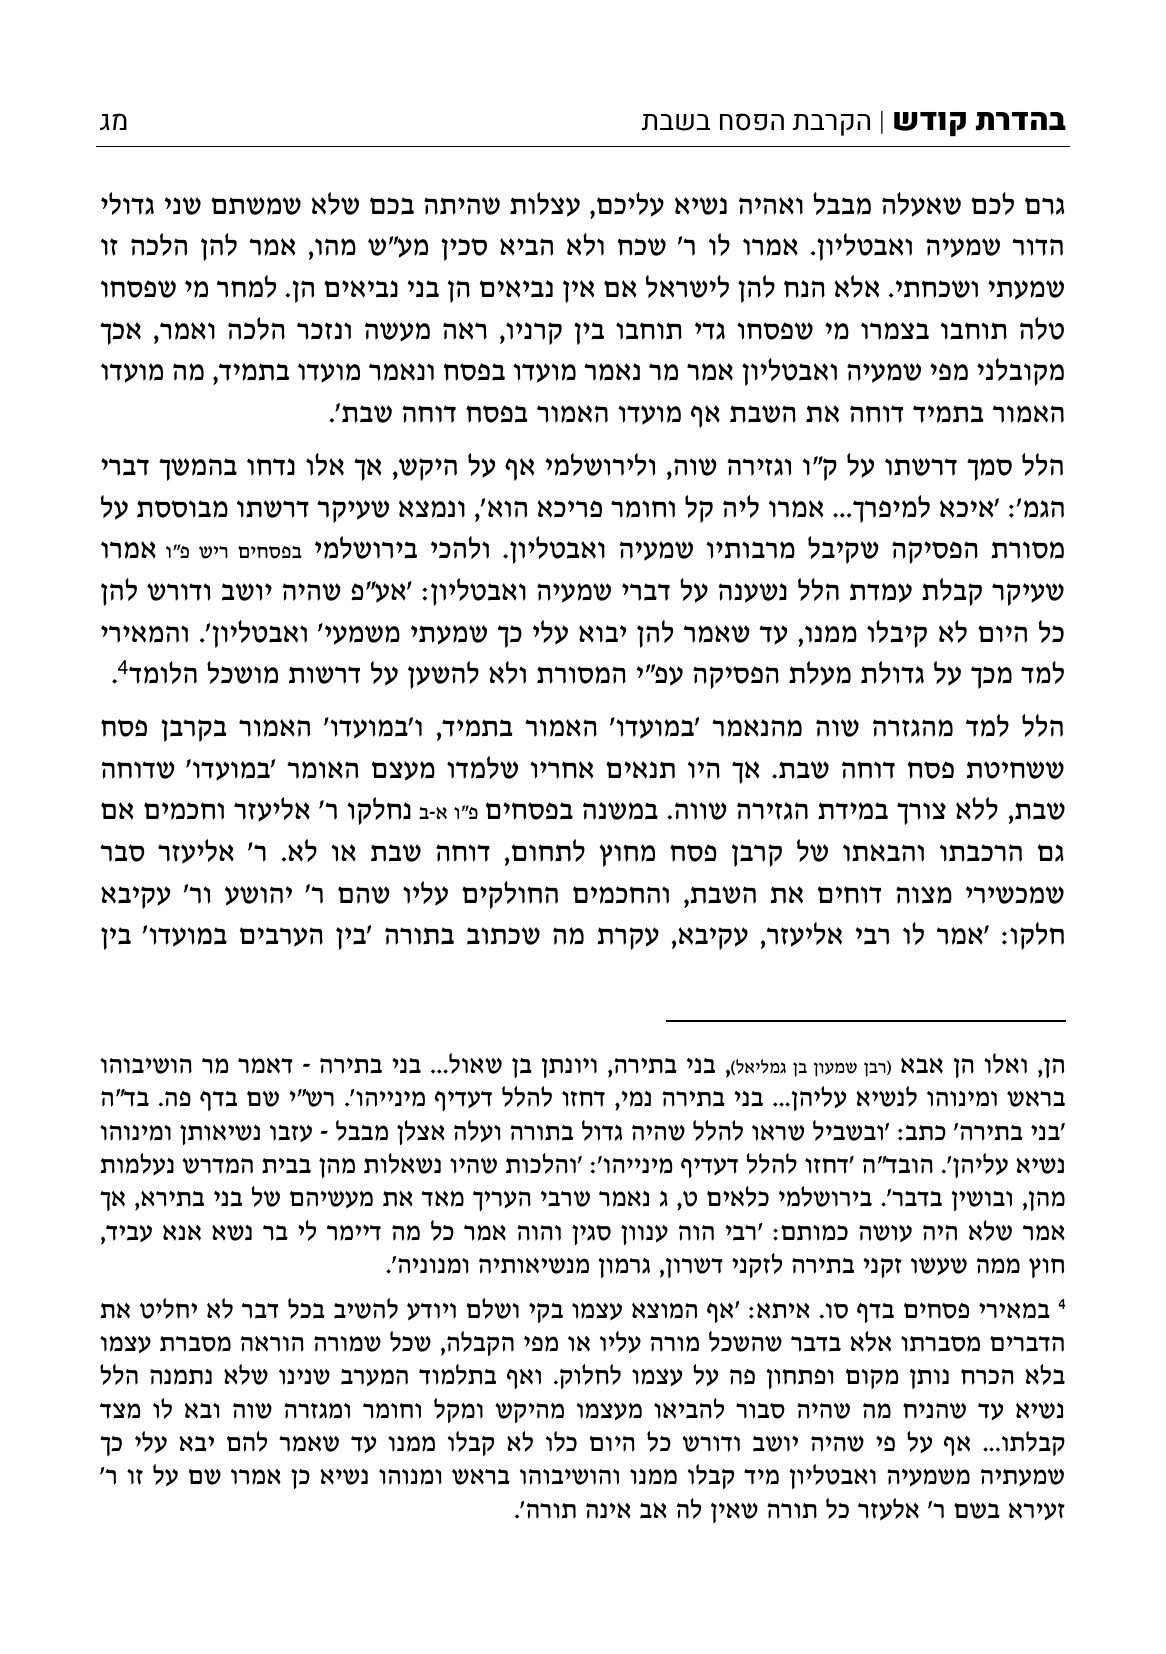 בהדרת קודש | הקרבת הפסח בשבת מג
גרם לכם שאעלה מבבל ואהיה נשיא עליכם, עצלות שהיתה בכם שלא שמשתם שני גדולי
הדור שמעיה ואבטליון. אמרו לו ר' שכח ולא הביא סכין מע"ש מהו, אמר להן הלכה זו
שמעתי ושכחתי. אלא הנח להן לישראל אם אין נביאים הן בני נביאים הן. למחר מי שפסחו
טלה תוחבו בצמרו מי שפסחו גדי תוחבו בין קרניו, ראה מעשה ונזכר הלכה ואמר, אכך
מקובלני מפי שמעיה ואבטליון אמר מר נאמר מועדו בפסח ונאמר מועדו בתמיד, מה מועדו
האמור בתמיד דוחה את השבת אף מועדו האמור בפסח דוחה שבת'.
הלל סמך דרשתו על ק"ו וגזירה שוה, ולירושלמי אף על היקש, אך אלו נדחו בהמשך דברי
הגמ': 'איכא למיפרך... אמרו ליה קל וחומר פריכא הוא', ונמצא שעיקר דרשתו מבוססת על
מסורת הפסיקה שקיבל מרבותיו שמעיה ואבטליון. ולהכי בירושלמי בפסחים ריש פ"ו אמרו
שעיקר קבלת עמדת הלל נשענה על דברי שמעיה ואבטליון: 'אע"פ שהיה יושב ודורש להן
כל היום לא קיבלו ממנו, עד שאמר להן יבוא עלי כך שמעתי משמעי' ואבטליון'. והמאירי
למד מכך על גדולת מעלת הפסיקה עפ"י המסורת ולא להשען על דרשות מושכל הלומד4.
הלל למד מהגזרה שוה מהנאמר 'במועדו' האמור בתמיד, ו'במועדו' האמור בקרבן פסח
ששחיטת פסח דוחה שבת. אך היו תנאים אחריו שלמדו מעצם האומר 'במועדו' שדוחה
שבת, ללא צורך במידת הגזירה שווה. במשנה בפסחים פ"ו א-ב נחלקו ר' אליעזר וחכמים אם
גם הרכבתו והבאתו של קרבן פסח מחוץ לתחום, דוחה שבת או לא. ר' אליעזר סבר
שמכשירי מצוה דוחים את השבת, והחכמים החולקים עליו שהם ר' יהושע ור' עקיבא
חלקו: 'אמר לו רבי אליעזר, עקיבא, עקרת מה שכתוב בתורה 'בין הערבים במועדו' בין
הן, ואלו הן אבא (רבן שמעון בן גמליאל), בני בתירה, ויונתן בן שאול... בני בתירה - דאמר מר הושיבוהו
בראש ומינוהו לנשיא עליהן... בני בתירה נמי, דחזו להלל דעדיף מינייהו'. רש"י שם בדף פה. בד"ה
'בני בתירה' כתב: 'ובשביל שראו להלל שהיה גדול בתורה ועלה אצלן מבבל - עזבו נשיאותן ומינוהו
נשיא עליהן'. הובד"ה 'דחזו להלל דעדיף מינייהו': 'והלכות שהיו נשאלות מהן בבית המדרש נעלמות
מהן, ובושין בדבר'. בירושלמי כלאים ט, ג נאמר שרבי העריך מאד את מעשיהם של בני בתירא, אך
אמר שלא היה עושה כמותם: 'רבי הוה ענוון סגין והוה אמר כל מה דיימר לי בר נשא אנא עביד,
חוץ ממה שעשו זקני בתירה לזקני דשרון, גרמון מנשיאותיה ומנוניה'.
4 במאירי פסחים בדף סו. איתא: 'אף המוצא עצמו בקי ושלם ויודע להשיב בכל דבר לא יחליט את
הדברים מסברתו אלא בדבר שהשכל מורה עליו או מפי הקבלה, שכל שמורה הוראה מסברת עצמו
בלא הכרח נותן מקום ופתחון פה על עצמו לחלוק. ואף בתלמוד המערב שנינו שלא נתמנה הלל
נשיא עד שהניח מה שהיה סבור להביאו מעצמו מהיקש ומקל וחומר ומגזרה שוה ובא לו מצד
קבלתו... אף על פי שהיה יושב ודורש כל היום כלו לא קבלו ממנו עד שאמר להם יבא עלי כך
שמעתיה משמעיה ואבטליון מיד קבלו ממנו והושיבוהו בראש ומנוהו נשיא כן אמרו שם על זו ר'
זעירא בשם ר' אלעזר כל תורה שאין לה אב אינה תורה'.